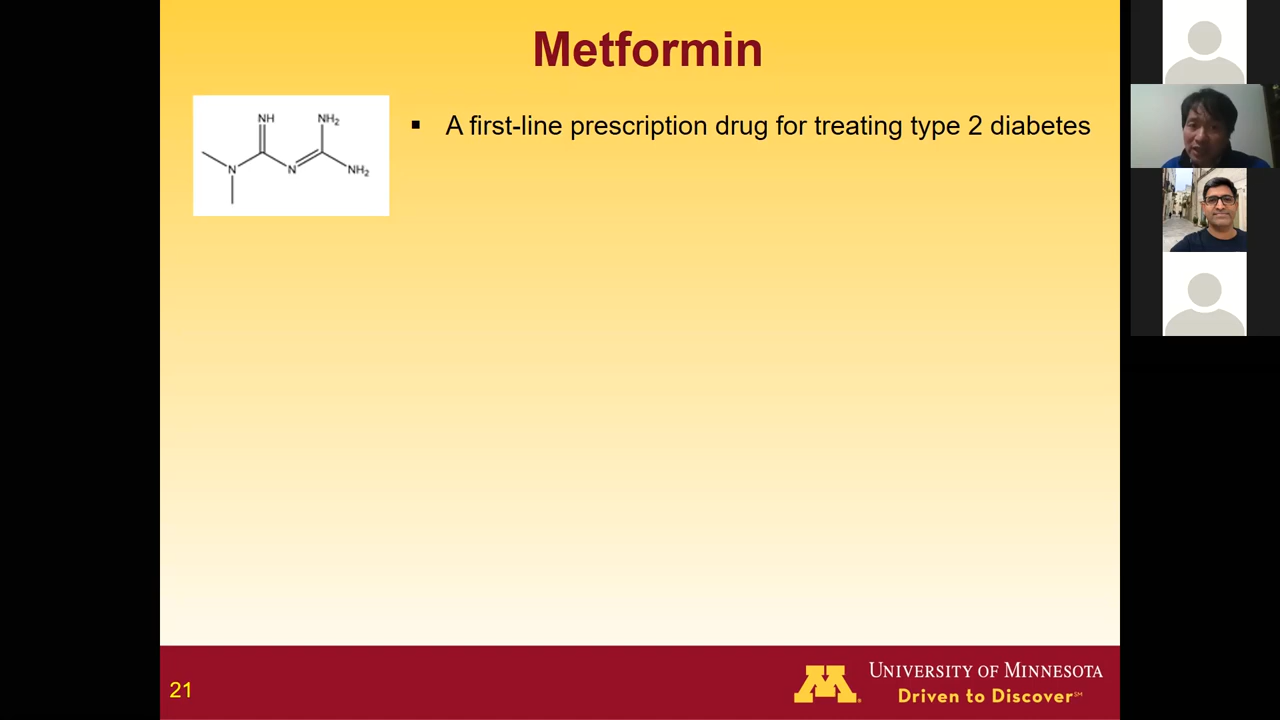 Metformin
NH NH₂
N N NH₂
▪ A first-line prescription drug for treating type 2 diabetes
21
M
UNIVERSITY OF MINNESOTA
Driven to Discover℠